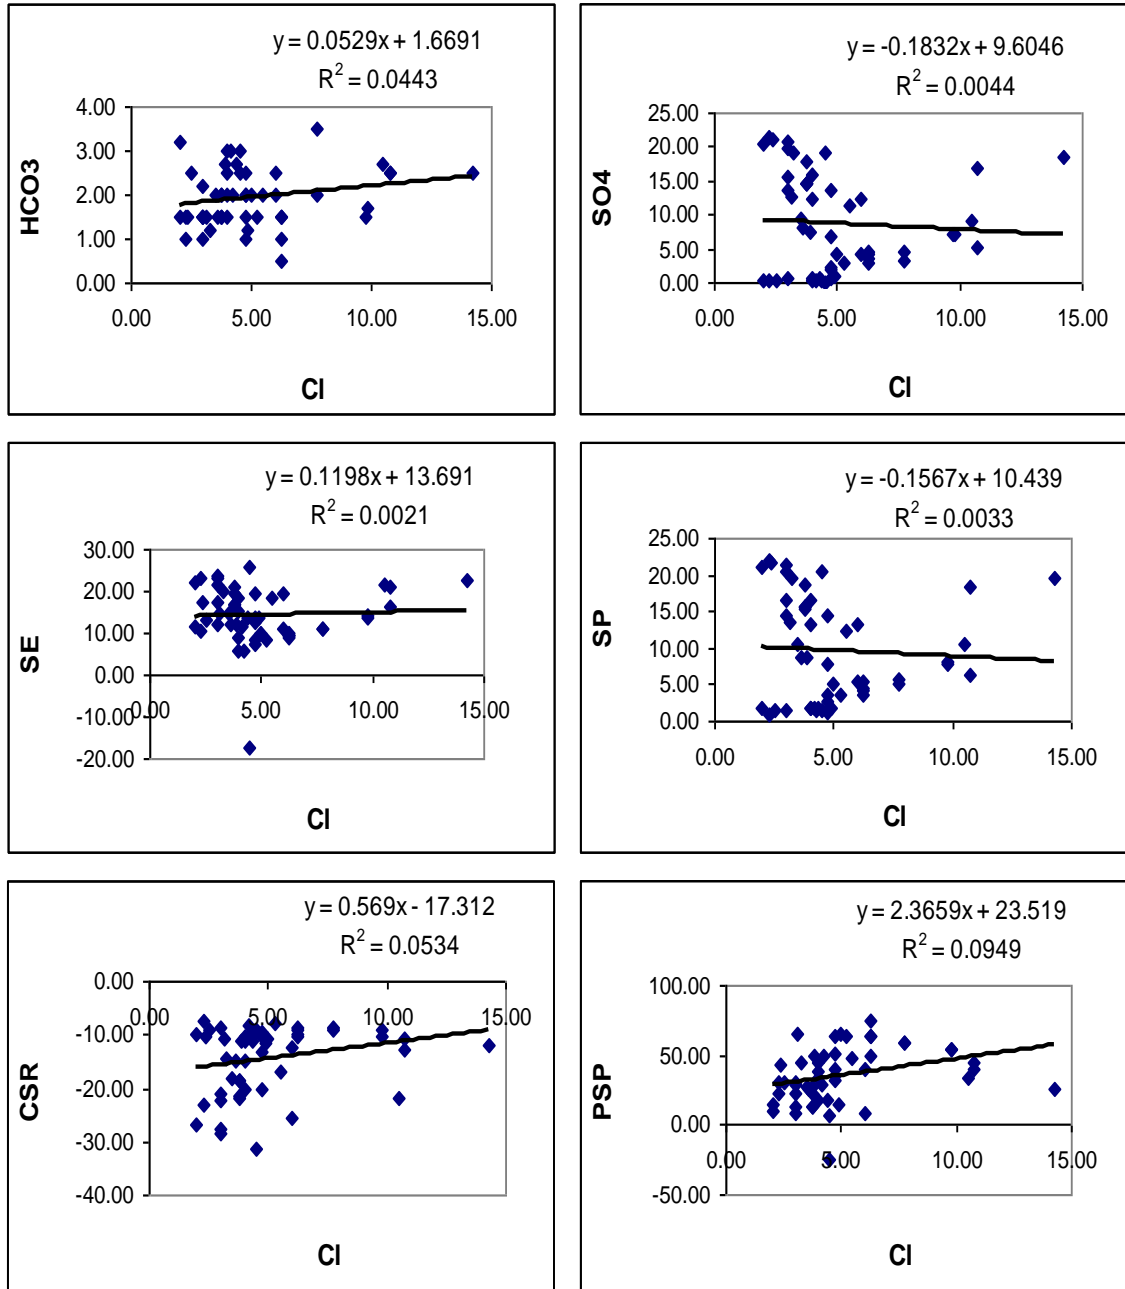 y = 0.0529x + 1.6691
R² = 0.0443
4.00
3.00
2.00
1.00
0.00
HCO3
0.00 5.00 10.00 15.00
Cl
y = -0.1832x + 9.6046
R² = 0.0044
25.00
20.00
15.00
10.00
5.00
0.00
SO4
0.00 5.00 10.00 15.00
Cl
y = 0.1198x + 13.691
R² = 0.0021
30.00
20.00
10.00
0.00
-10.00
-20.00
SE
0.00 5.00 10.00 15.00
Cl
y = -0.1567x + 10.439
R² = 0.0033
25.00
20.00
15.00
10.00
5.00
0.00
SP
0.00 5.00 10.00 15.00
Cl
y = 0.569x - 17.312
R² = 0.0534
0.00
-10.00
-20.00
-30.00
-40.00
CSR
0.00 5.00 10.00 15.00
Cl
y = 2.3659x + 23.519
R² = 0.0949
100.00
50.00
0.00
-50.00
PSP
0.00 5.00 10.00 15.00
Cl